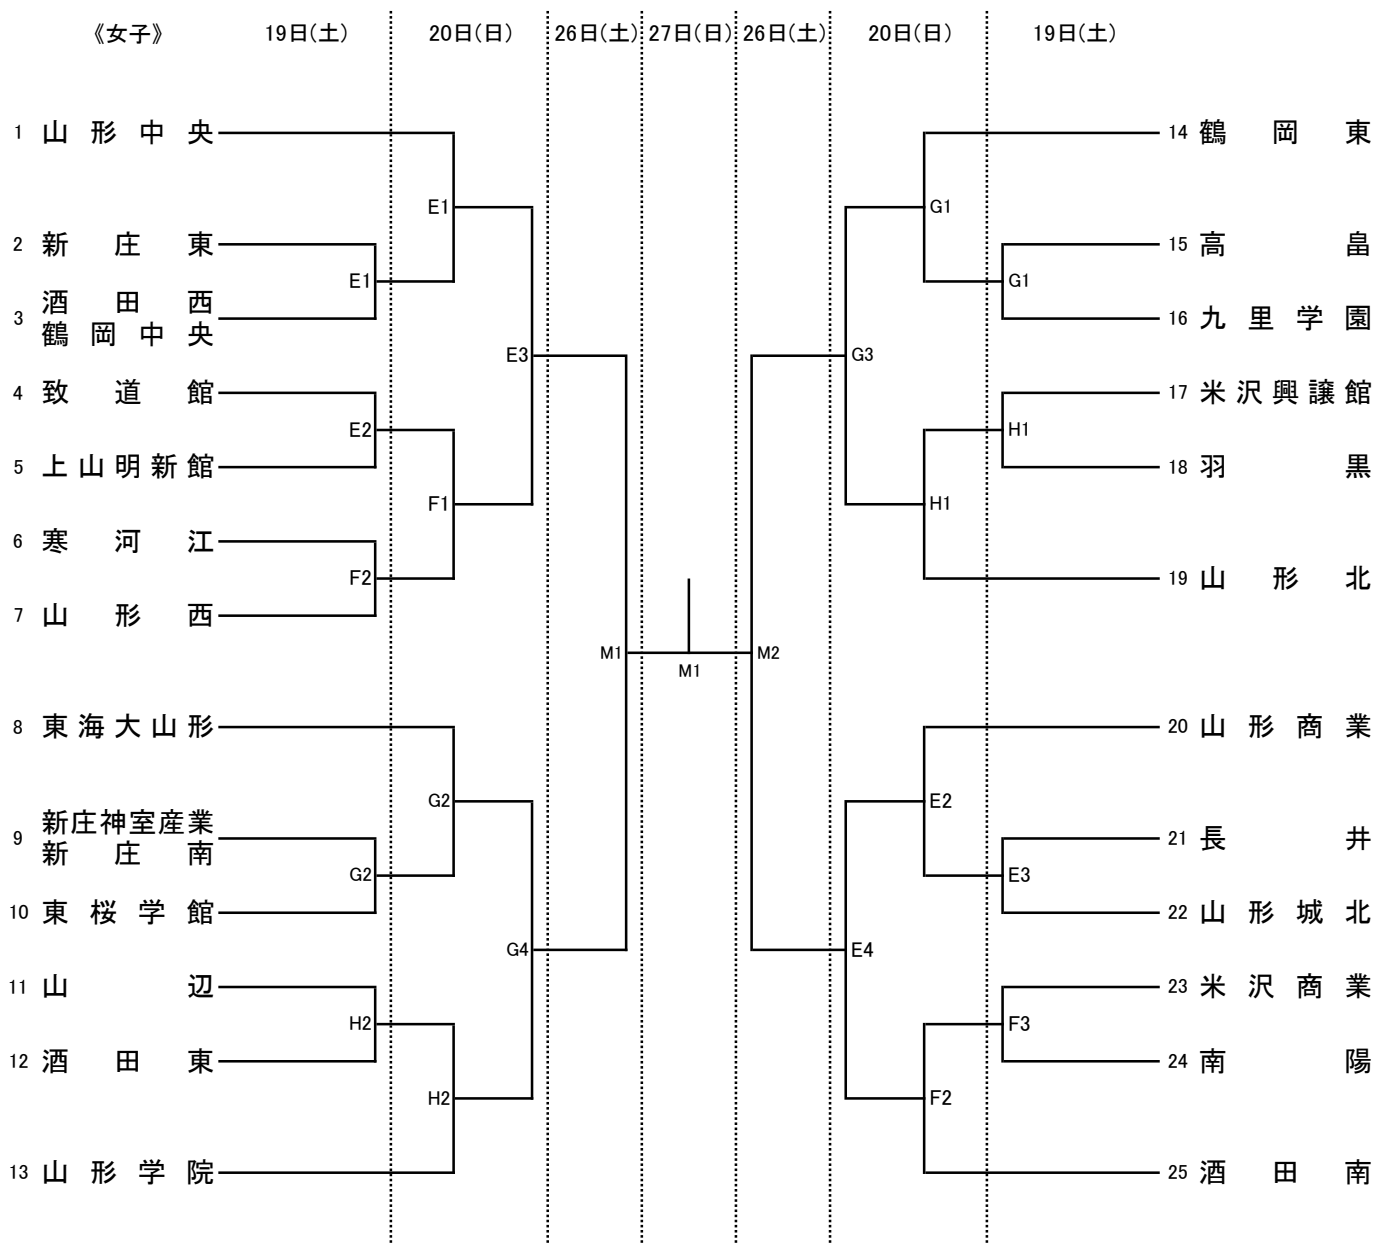 《女子》 19日(土) 20日(日) 26日(土) 27日(日) 26日(土) 20日(日) 19日(土)
1 山形中央
14 鶴岡東
E1
G1
2 新庄東
15 高畠
E1
G1
3 酒田西
鶴岡中央
16 九里学園
E3
G3
4 致道館
17 米沢興譲館
E2
H1
5 上山明新館
18 羽黒
F1
H1
6 寒河江
F2
19 山形北
7 山形西
M1
M1
M2
8 東海大山形
20 山形商業
G2
E2
9 新庄神室産業
新庄南
21 長井
G2
E3
10 東桜学館
22 山形城北
G4
E4
11 山辺
23 米沢商業
H2
F3
12 酒田東
24 南陽
H2
F2
13 山形学院
25 酒田南